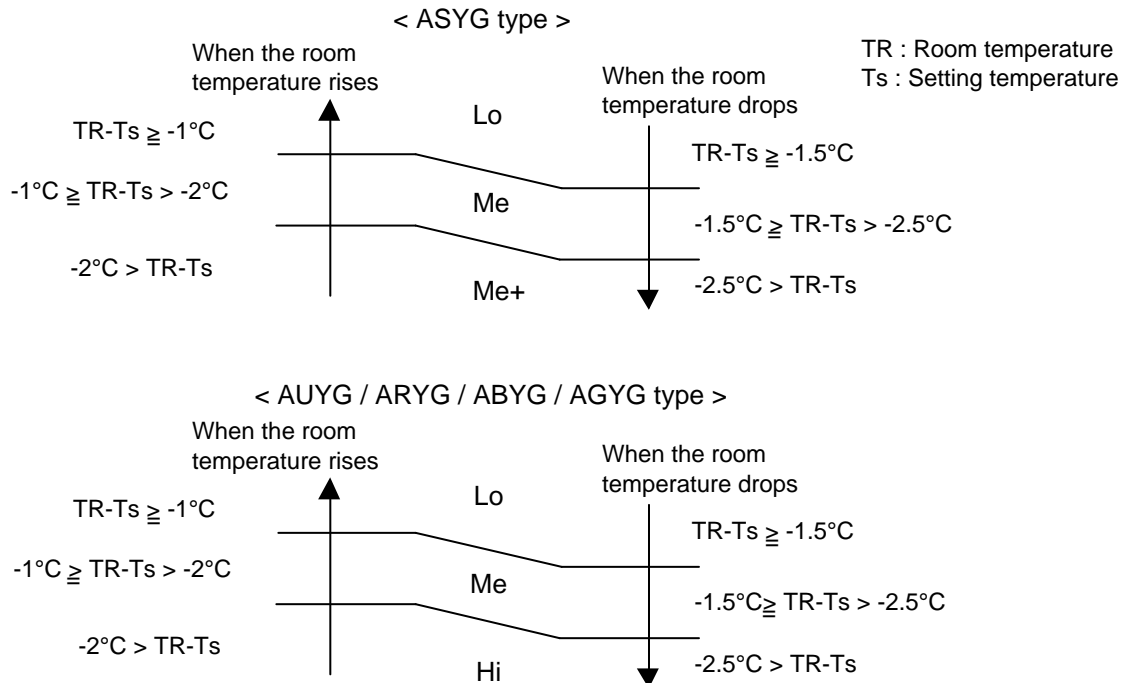 < ASYG type >
When the room
temperature rises
TR : Room temperature
Ts : Setting temperature
When the room
temperature drops
Lo
TR-Ts ≧ -1°C
TR-Ts ≧ -1.5°C
-1°C ≧ TR-Ts > -2°C
Me
-1.5°C ≧ TR-Ts > -2.5°C
-2°C > TR-Ts
Me+
-2.5°C > TR-Ts
< AUYG / ARYG / ABYG / AGYG type >
When the room
temperature rises
When the room
temperature drops
Lo
TR-Ts ≧ -1°C
TR-Ts ≧ -1.5°C
-1°C ≧ TR-Ts > -2°C
Me
-1.5°C≧ TR-Ts > -2.5°C
-2°C > TR-Ts
Hi
-2.5°C > TR-Ts